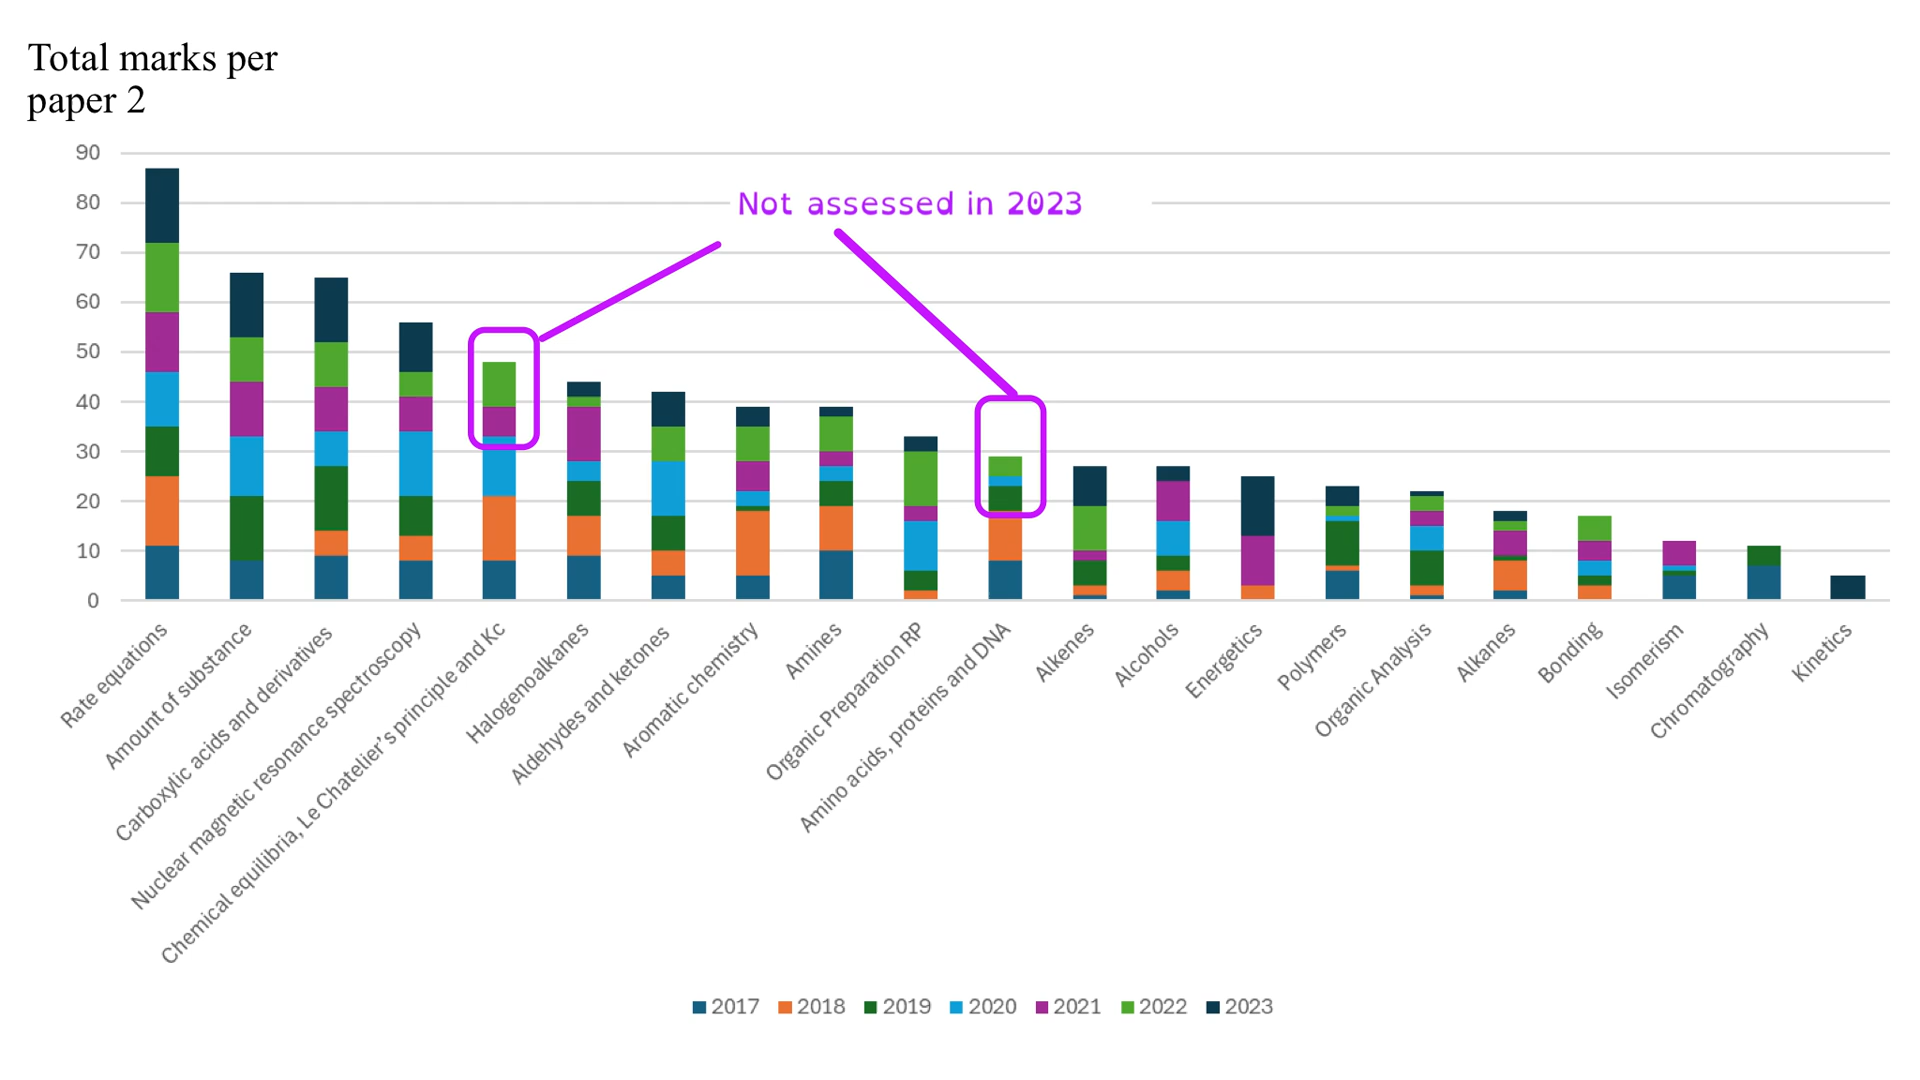 Total marks per
paper 2
90
80
Not assessed in 2023
70
60
50
40
30
20
10
0
Rate equations
Amount of substance
Carboxylic acids and derivatives
Nuclear magnetic resonance spectroscopy
Chemical equilibria, Le Chatelier's principle and Kc
Halogenoalkanes
Aldehydes and ketones
Aromatic chemistry
Amines
Organic Preparation RP
Amino acids, proteins and DNA
Alkenes
Alcohols
Energetics
Polymers
Organic Analysis
Alkanes
Bonding
Isomerism
Chromatography
Kinetics
2017 2018 2019 2020 2021 2022 2023